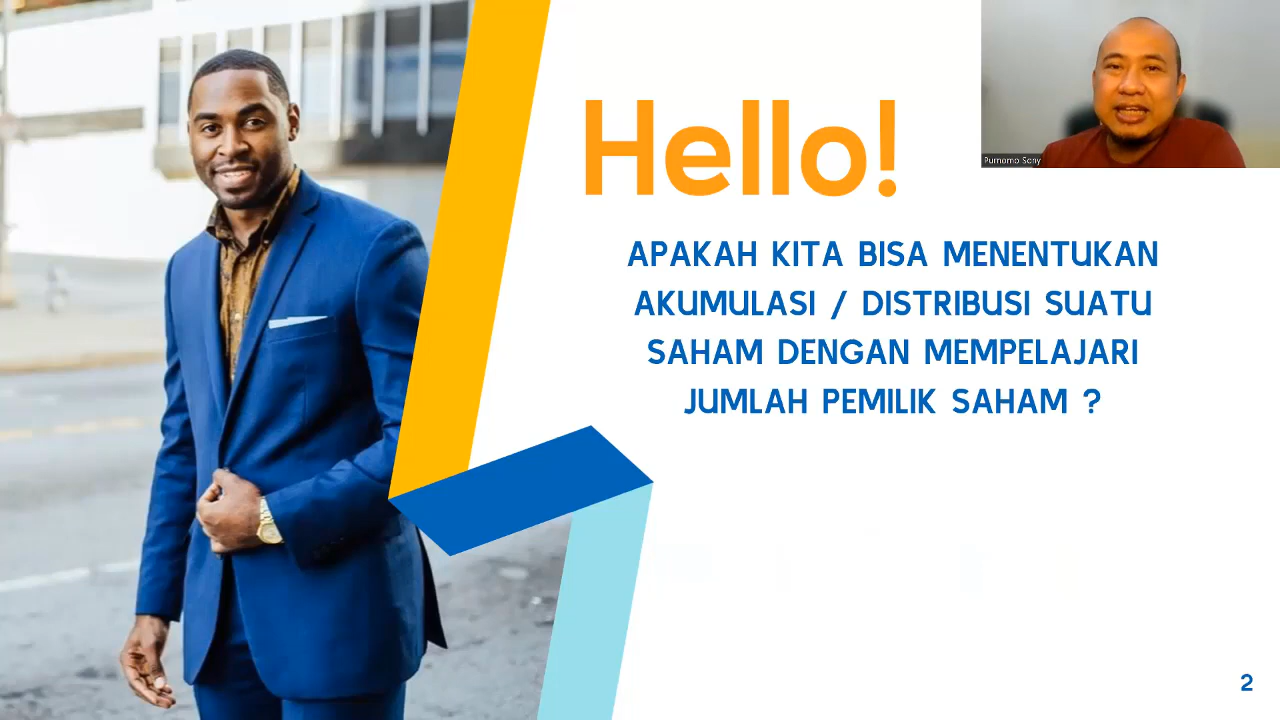 Hello!
Purnomo Sony
APAKAH KITA BISA MENENTUKAN
AKUMULASI / DISTRIBUSI SUATU
SAHAM DENGAN MEMPELAJARI
JUMLAH PEMILIK SAHAM ?
2